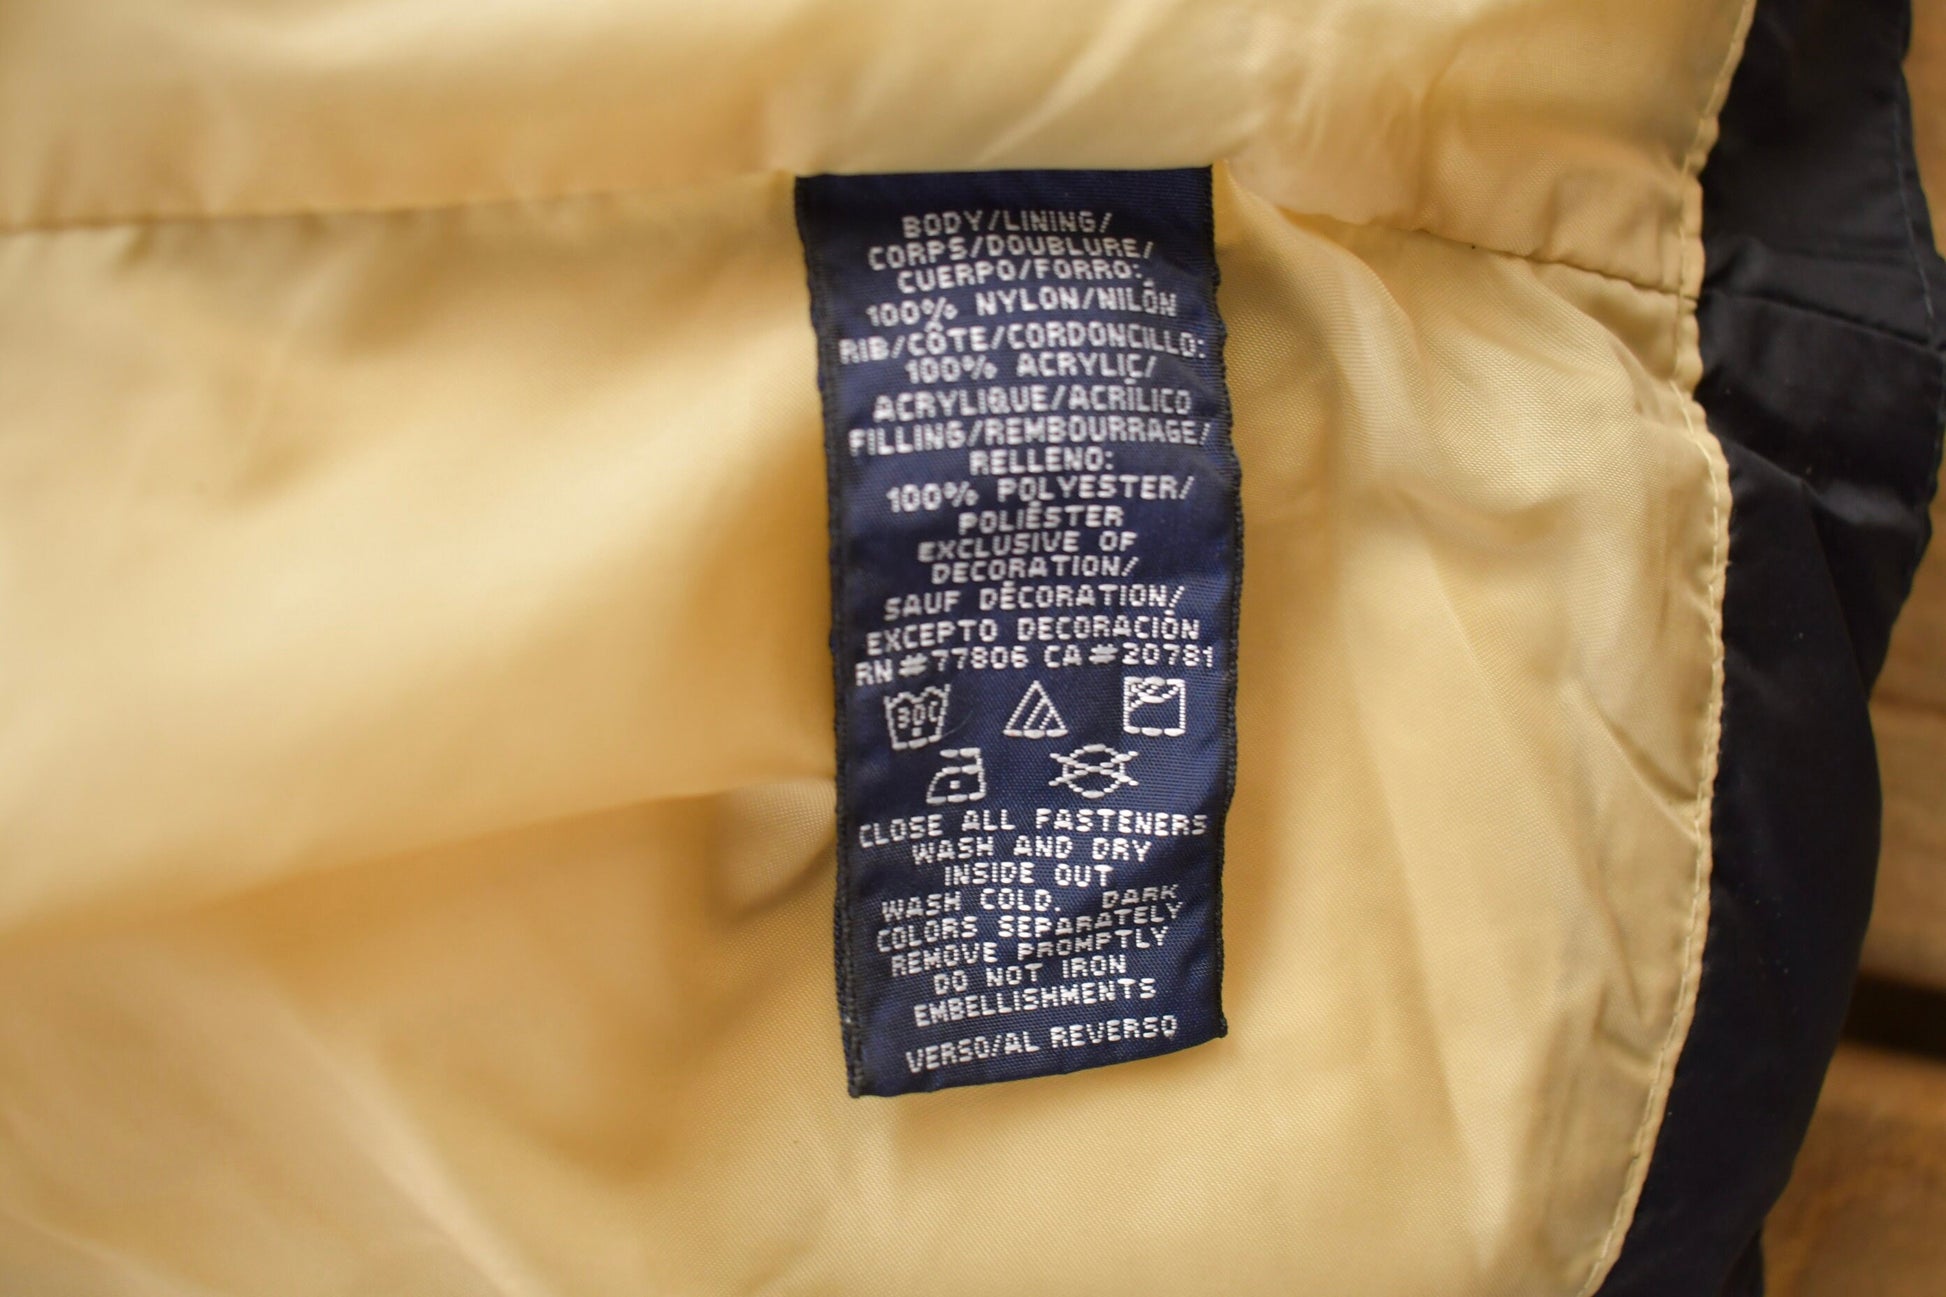 BODY/LINING/
CORPS/DOUBLURE/
CUERPO/FORRO:
100% NYLON/NILÓN
RIB/CÔTE/CORDONCILLO:
100% ACRYLIC/
ACRYLIQUE/ACRÍLICO
FILLING/REMBOURRAGE/
RELLENO:
100% POLYESTER/
POLIÉSTER
EXCLUSIVE OF
DECORATION/
SAUF DÉCORATION/
EXCEPTO DECORACIÓN
RN#77806 CA#20781
30C
CLOSE ALL FASTENERS
WASH AND DRY
INSIDE OUT
WASH COLD. DARK
COLORS SEPARATELY
REMOVE PROMPTLY
DO NOT IRON
EMBELLISHMENTS
VERSO/AL REVERSO